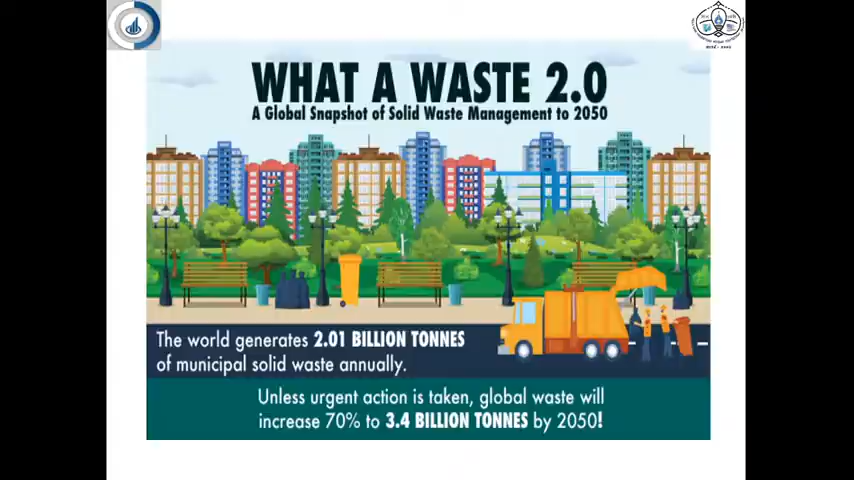 WHAT A WASTE 2.0
A Global Snapshot of Solid Waste Management to 2050
The world generates 2.01 BILLION TONNES
of municipal solid waste annually.
Unless urgent action is taken, global waste will
increase 70% to 3.4 BILLION TONNES by 2050!